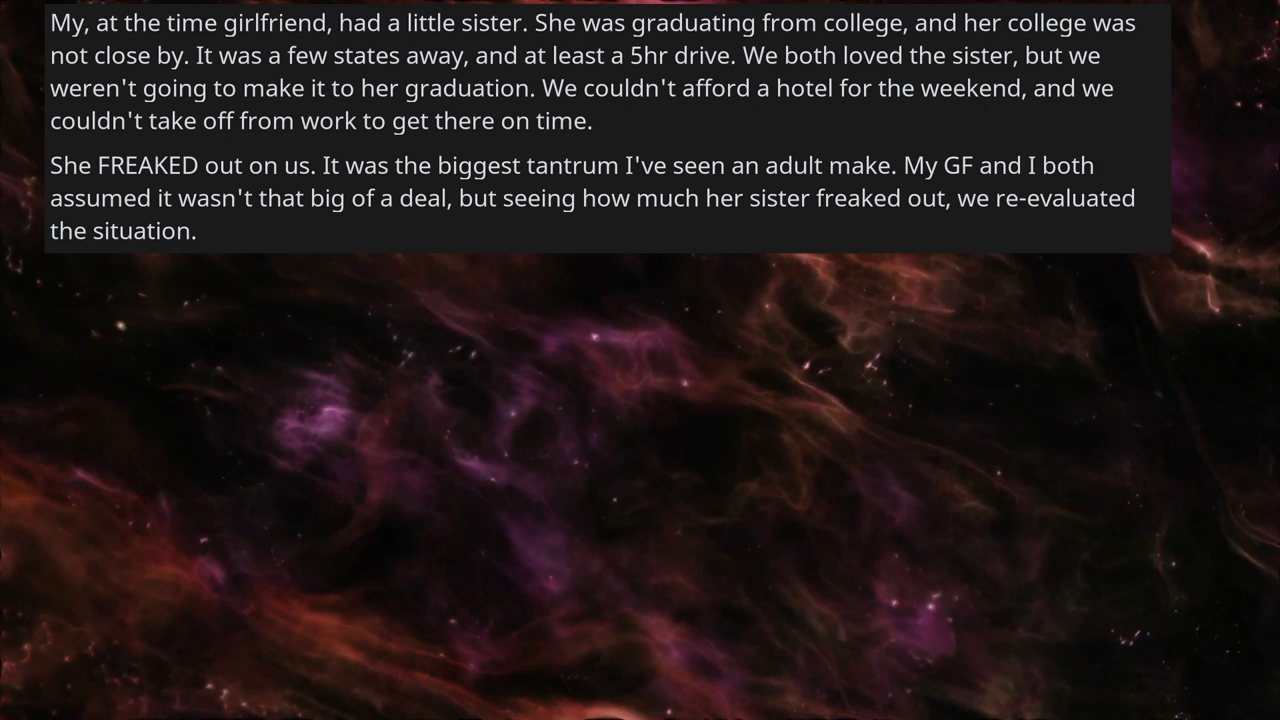 My, at the time girlfriend, had a little sister. She was graduating from college, and her college was
not close by. It was a few states away, and at least a 5hr drive. We both loved the sister, but we
weren't going to make it to her graduation. We couldn't afford a hotel for the weekend, and we
couldn't take off from work to get there on time.
She FREAKED out on us. It was the biggest tantrum I've seen an adult make. My GF and I both
assumed it wasn't that big of a deal, but seeing how much her sister freaked out, we re-evaluated
the situation.